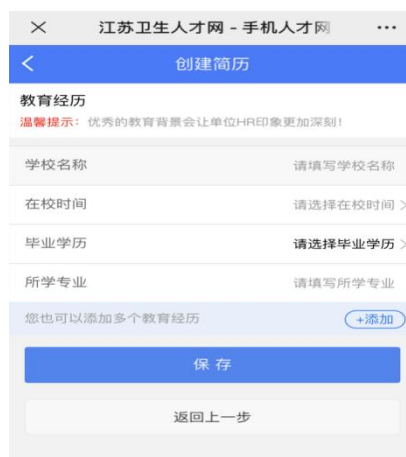 江苏卫生人才网 - 手机人才网
创建简历
教育经历
温馨提示：优秀的教育背景会让单位HR印象更加深刻！
学校名称 请填写学校名称
在校时间 请选择在校时间
毕业学历 请选择毕业学历
所学专业 请填写所学专业
您也可以添加多个教育经历 +添加
保存
返回上一步